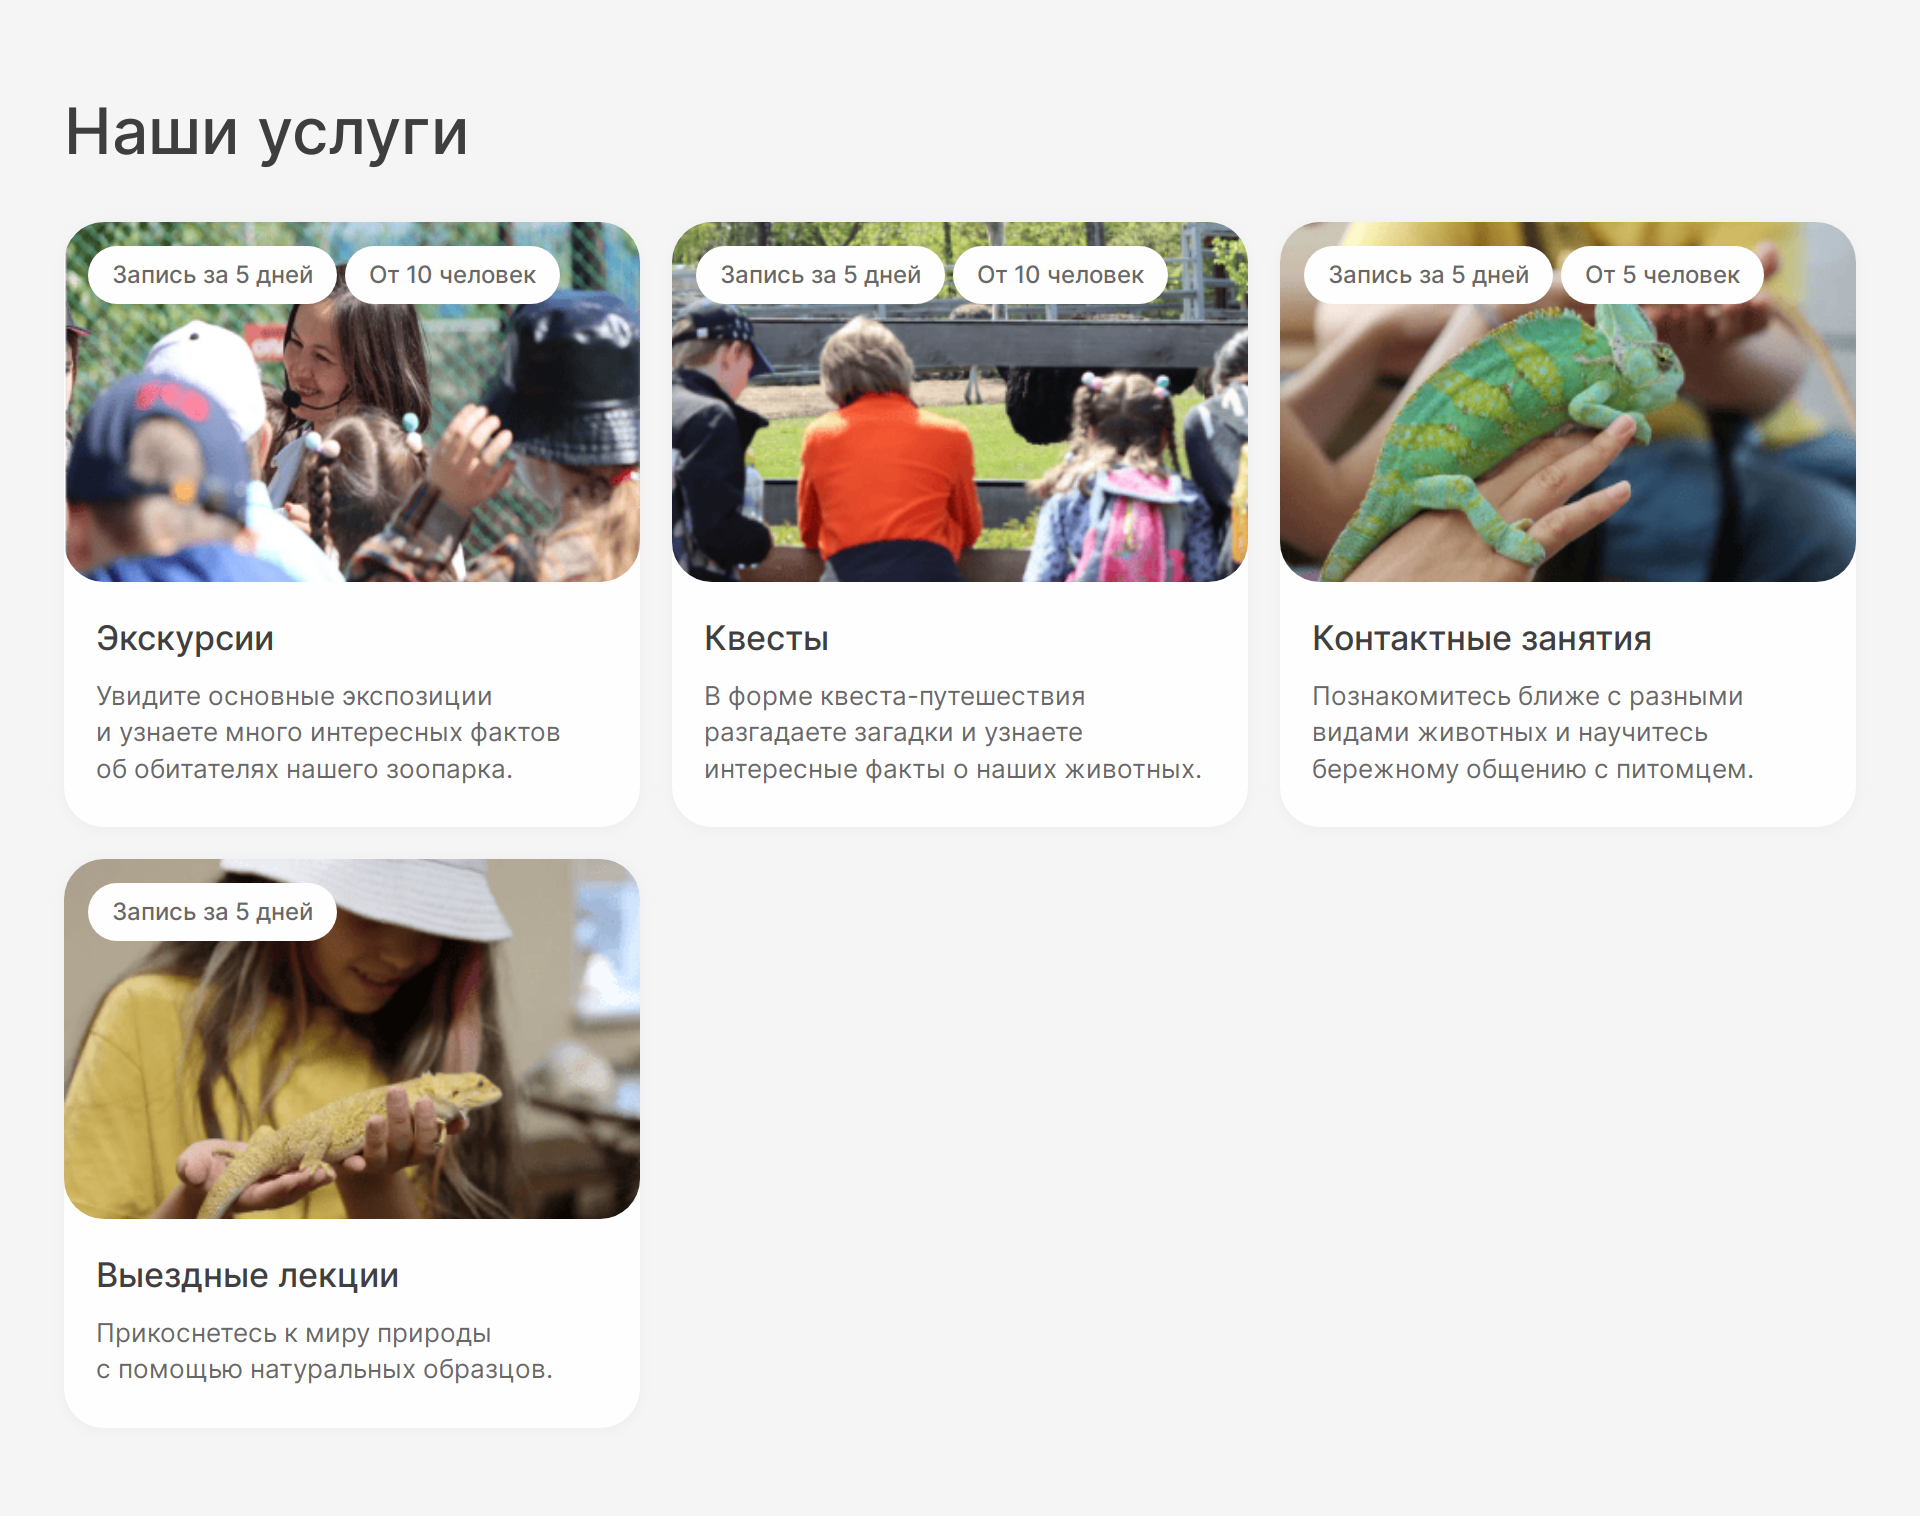 Наши услуги
Запись за 5 дней
От 10 человек
Запись за 5 дней
От 10 человек
Запись за 5 дней
От 5 человек
Экскурсии
Увидите основные экспозиции
и узнаете много интересных фактов
об обитателях нашего зоопарка.
Квесты
В форме квеста-путешествия
разгадаете загадки и узнаете
интересные факты о наших животных.
Контактные занятия
Познакомитесь ближе с разными
видами животных и научитесь
бережному общению с питомцем.
Запись за 5 дней
Выездные лекции
Прикоснетесь к миру природы
с помощью натуральных образцов.